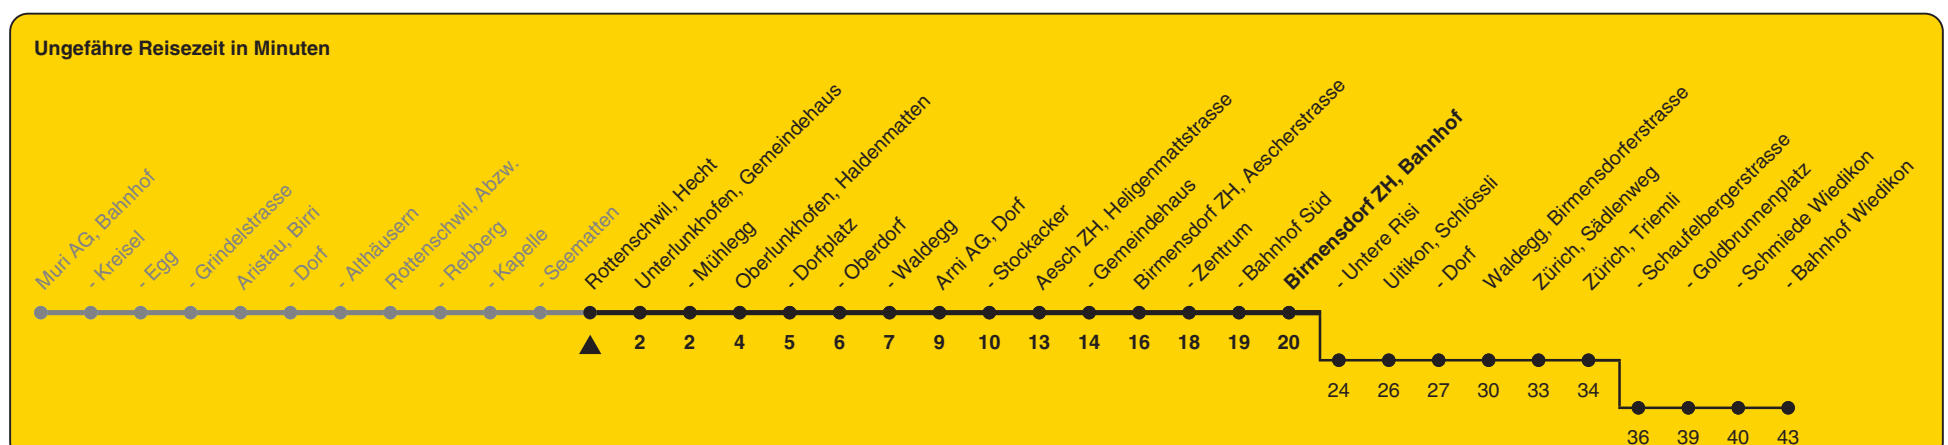 Ungefähre Reisezeit in Minuten
Muri AG, Bahnhof
- Kreisel
- Egg
- Grindelstrasse
Aristau, Birri
- Dorf
- Althäusern
Rottenschwil, Abzw.
- Rebberg
- Kapelle
- Seematten
Rottenschwil, Hecht
Unterlunkhofen, Gemeindehaus
- Mühlegg
Oberlunkhofen, Haldenmatten
- Dorfplatz
- Oberdorf
- Waldegg
Arni AG, Dorf
- Stockacker
Aesch ZH, Heligenmattstrasse
- Gemeindehaus
Birmensdorf ZH, Aescherstrasse
- Zentrum
- Bahnhof Süd
Birmensdorf ZH, Bahnhof
- Untere Risi
Uitikon, Schlössli
- Dorf
Waldegg, Birmensdorferstrasse
Zürich, Sädlenweg
Zürich, Triemli
- Schaufelbergerstrasse
- Goldbrunnenplatz
- Schmiede Wiedikon
- Bahnhof Wiedikon
2 2 4 5 6 7 9 10 13 14 16 18 19 20
24 26 27 30 33 34
36 39 40 43